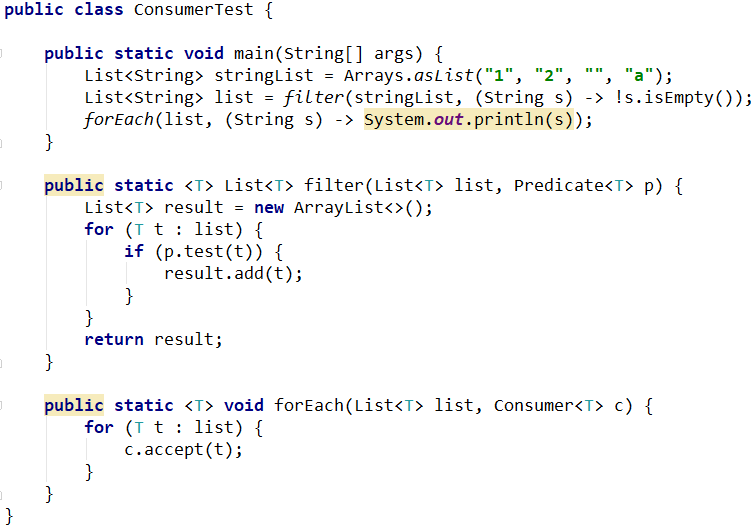 public class ConsumerTest {
public static void main(String[] args) {
List<String> stringList = Arrays.asList("1", "2", "", "a");
List<String> list = filter(stringList, (String s) -> !s.isEmpty());
forEach(list, (String s) -> System.out.println(s));
}
public static <T> List<T> filter(List<T> list, Predicate<T> p) {
List<T> result = new ArrayList<>();
for (T t : list) {
if (p.test(t)) {
result.add(t);
}
}
return result;
}
public static <T> void forEach(List<T> list, Consumer<T> c) {
for (T t : list) {
c.accept(t);
}
}
}